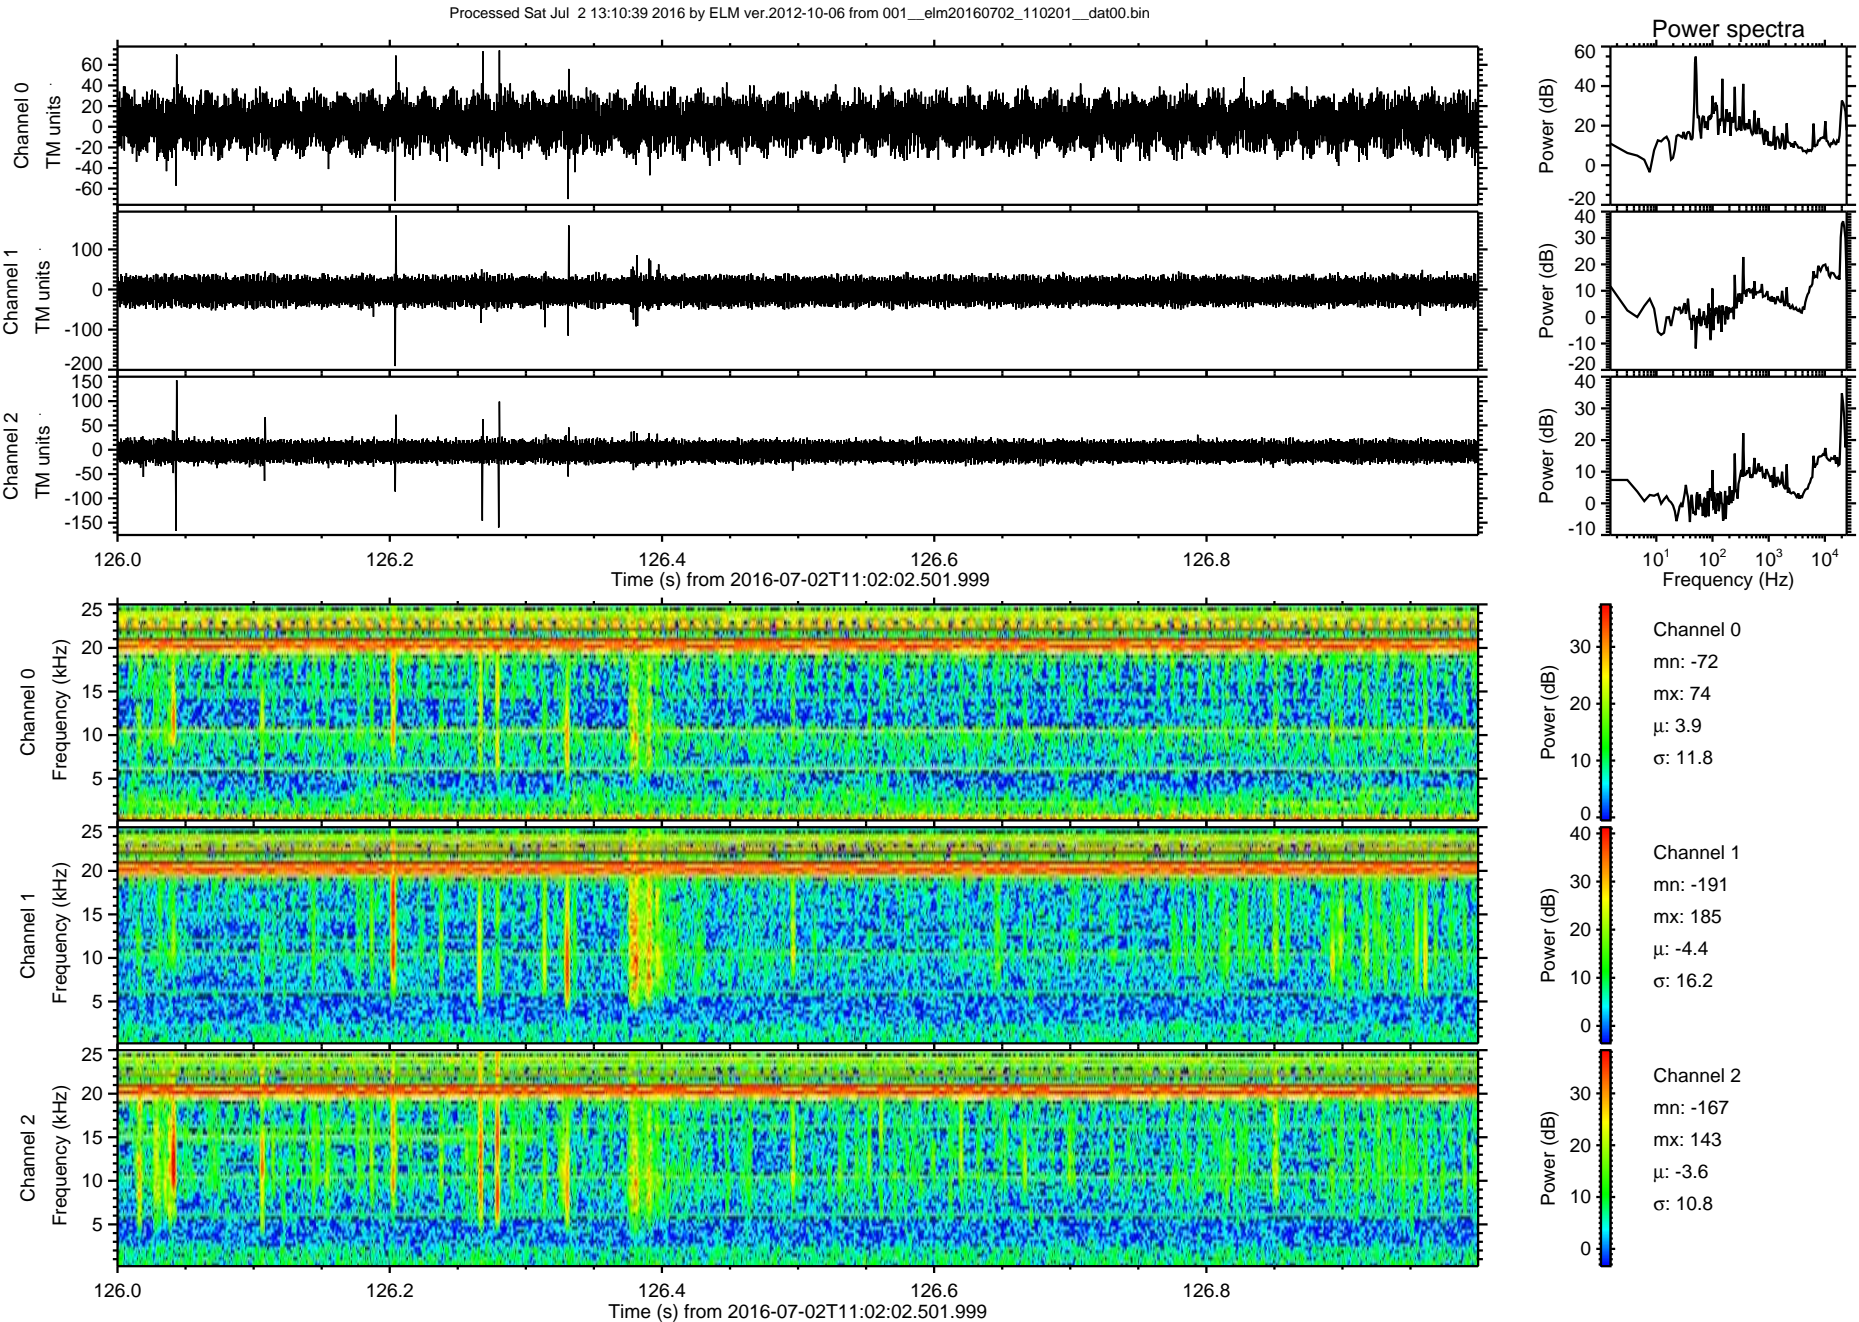 Processed Sat Jul 2 13:10:39 2016 by ELM ver.2012-10-06 from 001__elm20160702_110201__dat00.bin
Power spectra
Channel 0
TM units
60
40
20
0
-20
-40
-60
Power (dB)
60
40
20
0
-20
Channel 1
TM units
100
0
-100
-200
Power (dB)
40
30
20
10
0
-10
-20
Channel 2
TM units
150
100
50
0
-50
-100
-150
Power (dB)
40
30
20
10
0
-10
126.0 126.2 126.4 126.6 126.8
Time (s) from 2016-07-02T11:02:02.501.999
10^1 10^2 10^3 10^4
Frequency (Hz)
Channel 0
Frequency (kHz)
25
20
15
10
5
Power (dB)
30
20
10
0
Channel 0
mn: -72
mx: 74
μ: 3.9
σ: 11.8
Channel 1
Frequency (kHz)
25
20
15
10
5
Power (dB)
40
30
20
10
0
Channel 1
mn: -191
mx: 185
μ: -4.4
σ: 16.2
Channel 2
Frequency (kHz)
25
20
15
10
5
Power (dB)
30
20
10
0
Channel 2
mn: -167
mx: 143
μ: -3.6
σ: 10.8
126.0 126.2 126.4 126.6 126.8
Time (s) from 2016-07-02T11:02:02.501.999